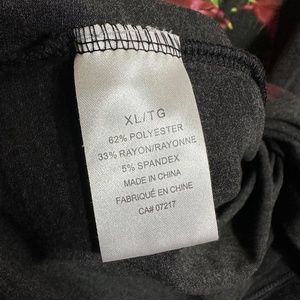 XL/TG
62% POLYESTER
33% RAYON/RAYONNE
5% SPANDEX
MADE IN CHINA
FABRIQUÉ EN CHINE
CA# 07217